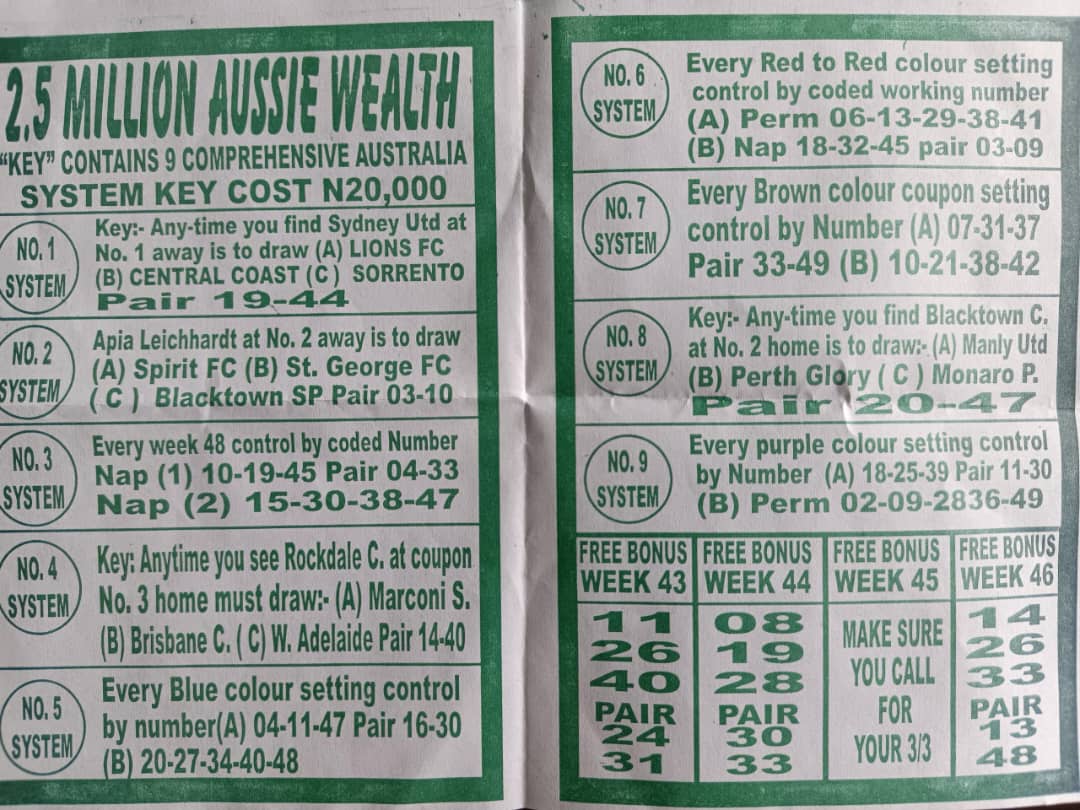 2.5 MILLION AUSSIE WEALTH
"KEY" CONTAINS 9 COMPREHENSIVE AUSTRALIA
SYSTEM KEY COST N20,000
NO. 1
SYSTEM
Key:- Any-time you find Sydney Utd at
No. 1 away is to draw (A) LIONS FC
(B) CENTRAL COAST (C) SORRENTO
Pair 19-44
NO. 2
SYSTEM
Apia Leichhardt at No. 2 away is to draw
(A) Spirit FC (B) St. George FC
(C) Blacktown SP Pair 03-10
NO. 3
SYSTEM
Every week 48 control by coded Number
Nap (1) 10-19-45 Pair 04-33
Nap (2) 15-30-38-47
NO. 4
SYSTEM
Key: Anytime you see Rockdale C. at coupon
No. 3 home must draw:- (A) Marconi S.
(B) Brisbane C. (C) W. Adelaide Pair 14-40
NO. 5
SYSTEM
Every Blue colour setting control
by number(A) 04-11-47 Pair 16-30
(B) 20-27-34-40-48
NO. 6
SYSTEM
Every Red to Red colour setting
control by coded working number
(A) Perm 06-13-29-38-41
(B) Nap 18-32-45 pair 03-09
NO. 7
SYSTEM
Every Brown colour coupon setting
control by Number (A) 07-31-37
Pair 33-49 (B) 10-21-38-42
NO. 8
SYSTEM
Key:- Any-time you find Blacktown C.
at No. 2 home is to draw:- (A) Manly Utd
(B) Perth Glory (C) Monaro P.
Pair 20-47
NO. 9
SYSTEM
Every purple colour setting control
by Number (A) 18-25-39 Pair 11-30
(B) Perm 02-09-2836-49
FREE BONUS
WEEK 43
11
26
40
PAIR
24
31
FREE BONUS
WEEK 44
08
19
28
PAIR
30
33
FREE BONUS
WEEK 45
MAKE SURE
YOU CALL
FOR
YOUR 3/3
FREE BONUS
WEEK 46
14
26
33
PAIR
13
48